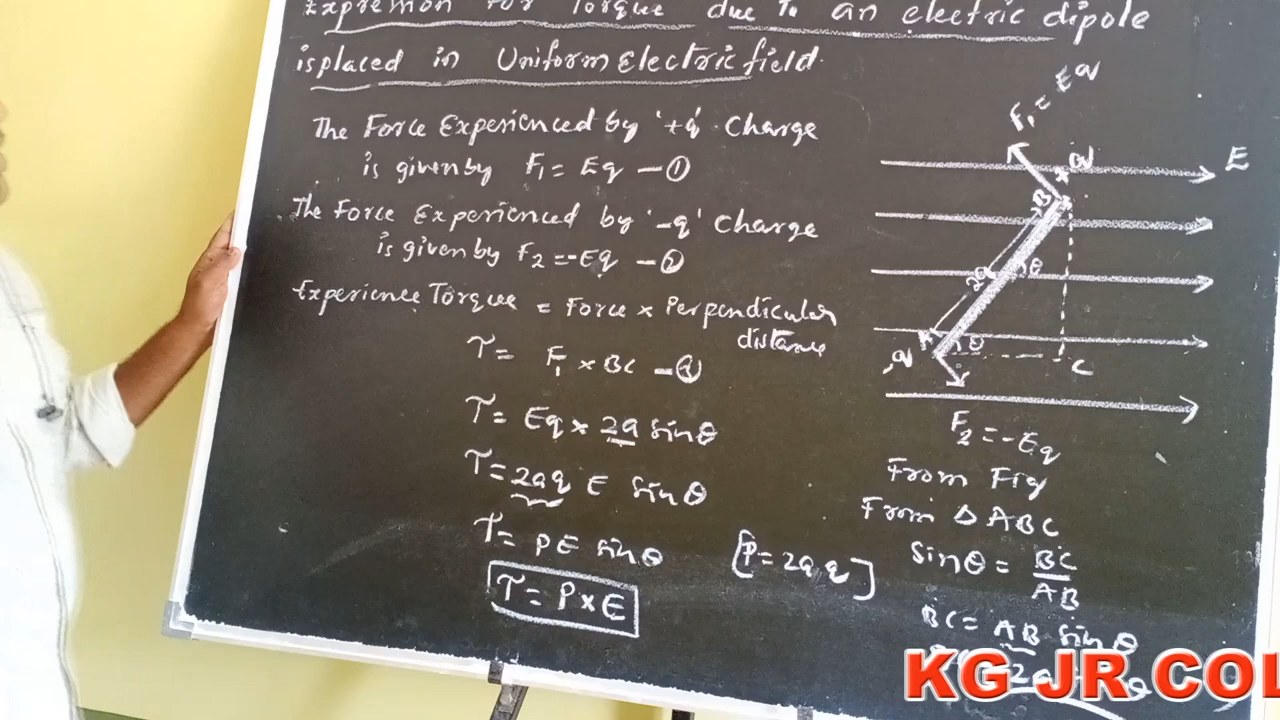 Expression for Torque due to an electric dipole
isplaced in Uniform Electric field.
The Force Experienced by '+q' Charge
is given by F₁ = Eq —①
The Force Experienced by '-q' Charge
is given by F₂ =-Eq —②
Experience Torque = Force × Perpendicular
distance
τ = F₁ × BC —③
τ = Eq × 2a sinθ
τ = 2aq E sinθ
τ = PE sinθ [P = 2aq]
τ = P×E
F₁ = Eq
q
E
B
2a
θ
A
θ
-q
C
F₂ = -Eq
From Fig
From Δ ABC
sinθ = BC
AB
BC = AB sinθ
KG JR COL